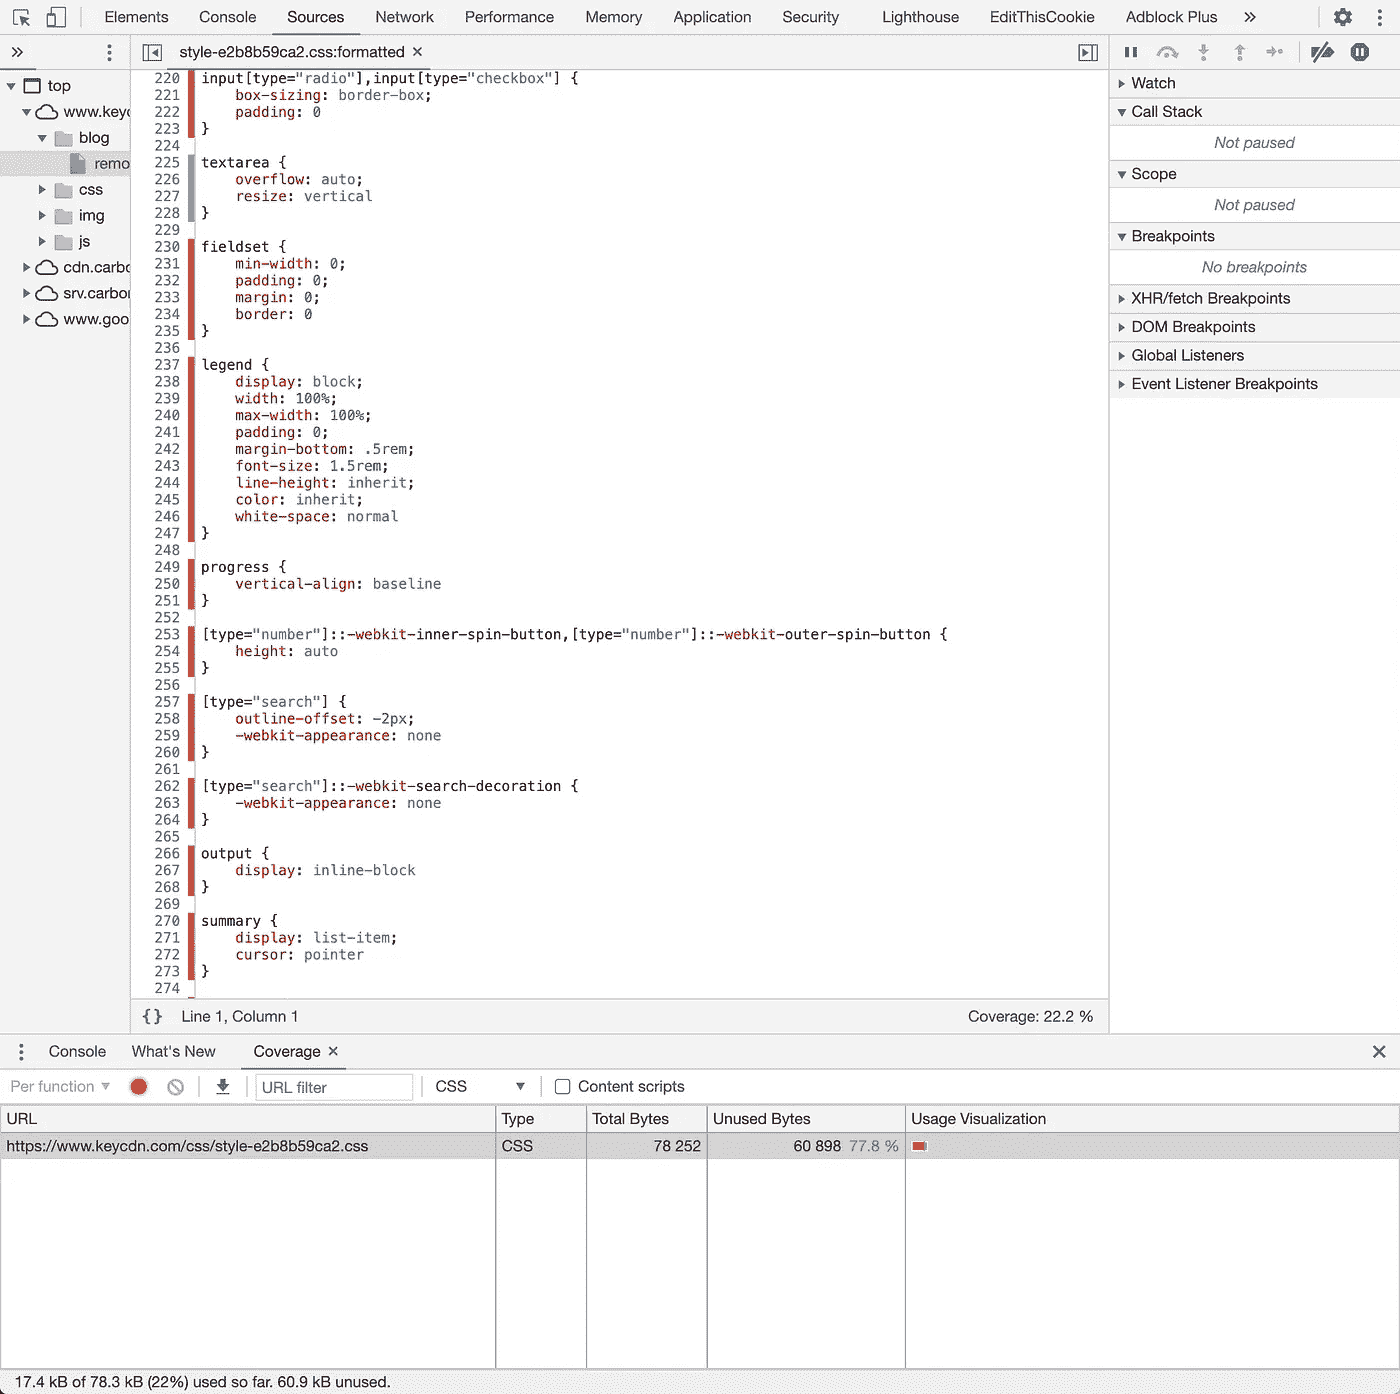 Elements Console Sources Network Performance Memory Application Security Lighthouse EditThisCookie Adblock Plus »
» style-e2b8b59ca2.css:formatted ×
top
www.keyc
blog
remo
css
img
js
cdn.carbo
srv.carbon
www.goo
220 input[type="radio"],input[type="checkbox"] {
221 box-sizing: border-box;
222 padding: 0
223 }
224
225 textarea {
226 overflow: auto;
227 resize: vertical
228 }
229
230 fieldset {
231 min-width: 0;
232 padding: 0;
233 margin: 0;
234 border: 0
235 }
236
237 legend {
238 display: block;
239 width: 100%;
240 max-width: 100%;
241 padding: 0;
242 margin-bottom: .5rem;
243 font-size: 1.5rem;
244 line-height: inherit;
245 color: inherit;
246 white-space: normal
247 }
248
249 progress {
250 vertical-align: baseline
251 }
252
253 [type="number"]::-webkit-inner-spin-button,[type="number"]::-webkit-outer-spin-button {
254 height: auto
255 }
256
257 [type="search"] {
258 outline-offset: -2px;
259 -webkit-appearance: none
260 }
261
262 [type="search"]::-webkit-search-decoration {
263 -webkit-appearance: none
264 }
265
266 output {
267 display: inline-block
268 }
269
270 summary {
271 display: list-item;
272 cursor: pointer
273 }
274
{} Line 1, Column 1 Coverage: 22.2 %
Watch
Call Stack
Not paused
Scope
Not paused
Breakpoints
No breakpoints
XHR/fetch Breakpoints
DOM Breakpoints
Global Listeners
Event Listener Breakpoints
Console What's New Coverage × ×
Per function URL filter CSS Content scripts
URL Type Total Bytes Unused Bytes Usage Visualization
https://www.keycdn.com/css/style-e2b8b59ca2.css CSS 78 252 60 898 77.8 %
17.4 kB of 78.3 kB (22%) used so far. 60.9 kB unused.